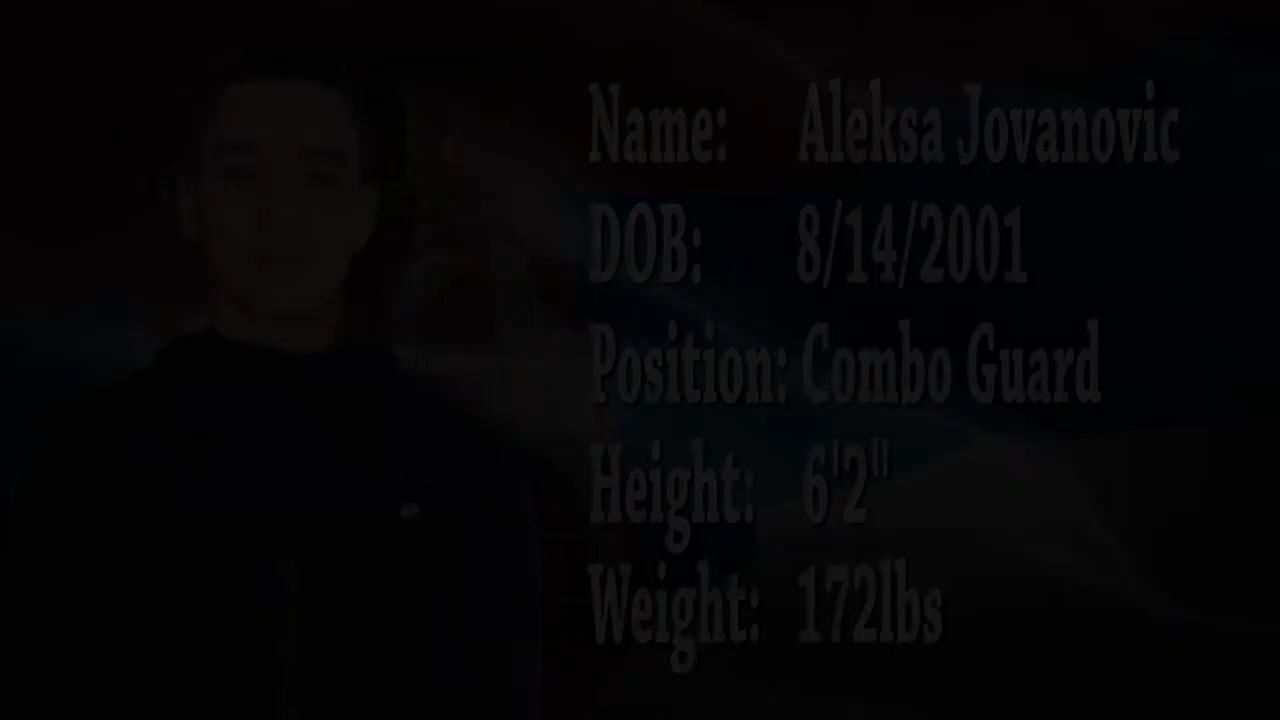 Name: Aleksa Jovanovic
DOB: 8/14/2001
Position: Combo Guard
Height: 6'2"
Weight: 172lbs